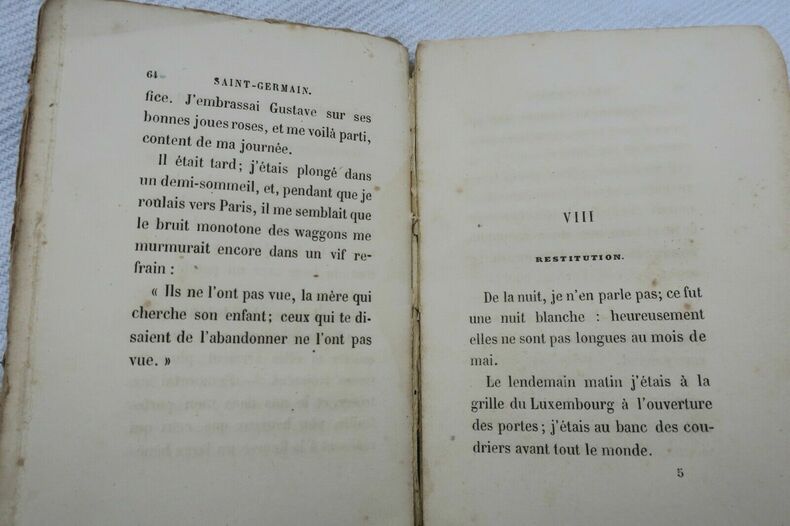 64 SAINT-GERMAIN.
fice. J'embrassai Gustave sur ses
bonnes joues roses, et me voilà parti,
content de ma journée.
Il était tard; j'étais plongé dans
un demi-sommeil, et, pendant que je
roulais vers Paris, il me semblait que
le bruit monotone des waggons me
murmurait encore dans un vif re-
frain :
« Ils ne l'ont pas vue, la mère qui
cherche son enfant; ceux qui te di-
saient de l'abandonner ne l'ont pas
vue. »
VIII
RESTITUTION.
De la nuit, je n'en parle pas; ce fut
une nuit blanche : heureusement
elles ne sont pas longues au mois de
mai.
Le lendemain matin j'étais à la
grille du Luxembourg à l'ouverture
des portes; j'étais au banc des cou-
driers avant tout le monde.
5